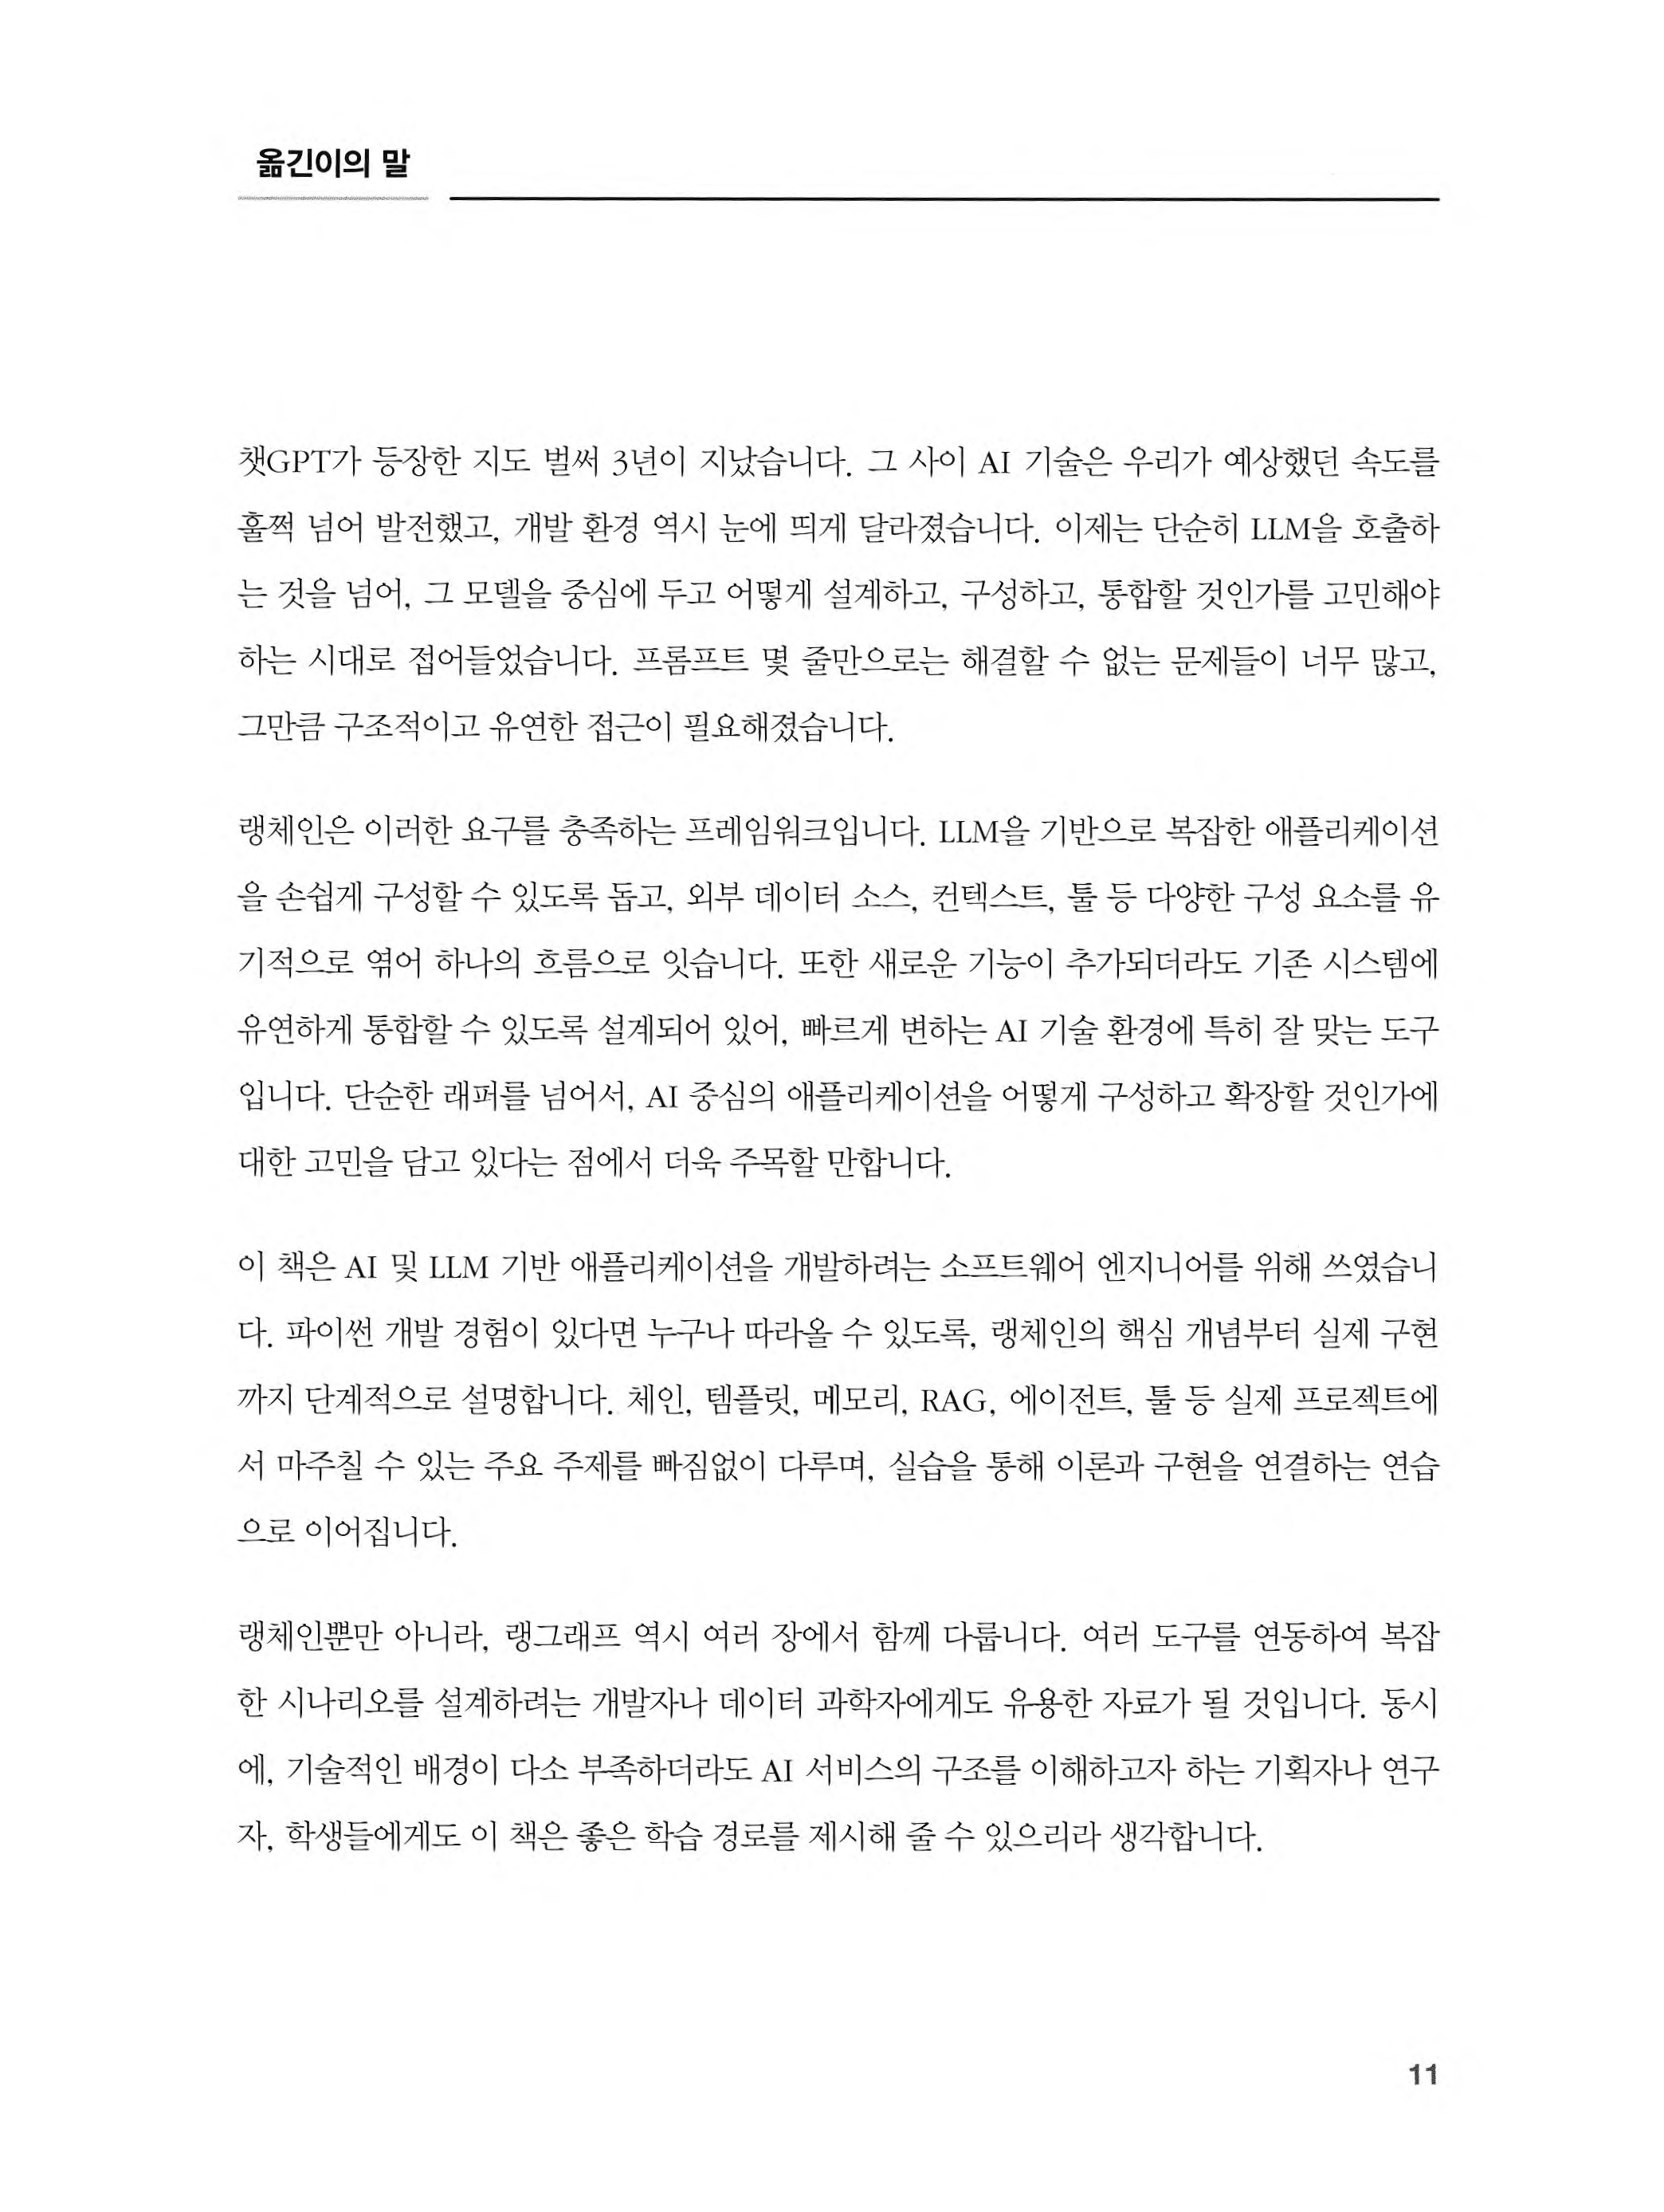 옮긴이의 말
챗GPT가 등장한 지도 벌써 3년이 지났습니다. 그 사이 AI 기술은 우리가 예상했던 속도를
훌쩍 넘어 발전했고, 개발 환경 역시 눈에 띄게 달라졌습니다. 이제는 단순히 LLM을 호출하
는 것을 넘어, 그 모델을 중심에 두고 어떻게 설계하고, 구성하고, 통합할 것인가를 고민해야
하는 시대로 접어들었습니다. 프롬프트 몇 줄만으로는 해결할 수 없는 문제들이 너무 많고,
그만큼 구조적이고 유연한 접근이 필요해졌습니다.
랭체인은 이러한 요구를 충족하는 프레임워크입니다. LLM을 기반으로 복잡한 애플리케이션
을 손쉽게 구성할 수 있도록 돕고, 외부 데이터 소스, 컨텍스트, 툴 등 다양한 구성 요소를 유
기적으로 엮어 하나의 흐름으로 잇습니다. 또한 새로운 기능이 추가되더라도 기존 시스템에
유연하게 통합할 수 있도록 설계되어 있어, 빠르게 변하는 AI 기술 환경에 특히 잘 맞는 도구
입니다. 단순한 래퍼를 넘어서, AI 중심의 애플리케이션을 어떻게 구성하고 확장할 것인가에
대한 고민을 담고 있다는 점에서 더욱 주목할 만합니다.
이 책은 AI 및 LLM 기반 애플리케이션을 개발하려는 소프트웨어 엔지니어를 위해 쓰였습니
다. 파이썬 개발 경험이 있다면 누구나 따라올 수 있도록, 랭체인의 핵심 개념부터 실제 구현
까지 단계적으로 설명합니다. 체인, 템플릿, 메모리, RAG, 에이전트, 툴 등 실제 프로젝트에
서 마주칠 수 있는 주요 주제를 빠짐없이 다루며, 실습을 통해 이론과 구현을 연결하는 연습
으로 이어집니다.
랭체인뿐만 아니라, 랭그래프 역시 여러 장에서 함께 다룹니다. 여러 도구를 연동하여 복잡
한 시나리오를 설계하려는 개발자나 데이터 과학자에게도 유용한 자료가 될 것입니다. 동시
에, 기술적인 배경이 다소 부족하더라도 AI 서비스의 구조를 이해하고자 하는 기획자나 연구
자, 학생들에게도 이 책은 좋은 학습 경로를 제시해 줄 수 있으리라 생각합니다.
11